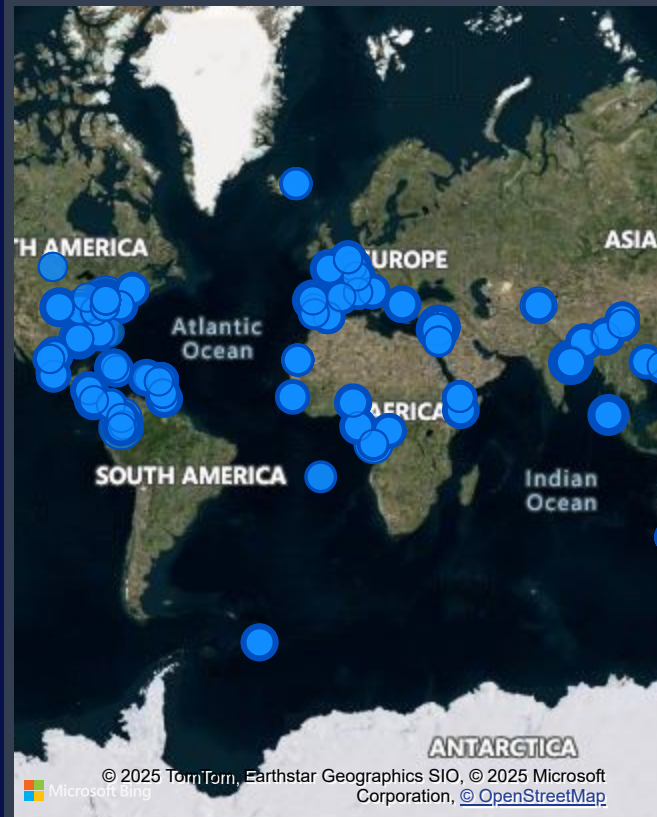 TH AMERICA
EUROPE
ASIA
Atlantic
Ocean
AFRICA
SOUTH AMERICA
Indian
Ocean
ANTARCTICA
© 2025 TomTom, Earthstar Geographics SIO, © 2025 Microsoft
Microsoft Bing
Corporation, © OpenStreetMap